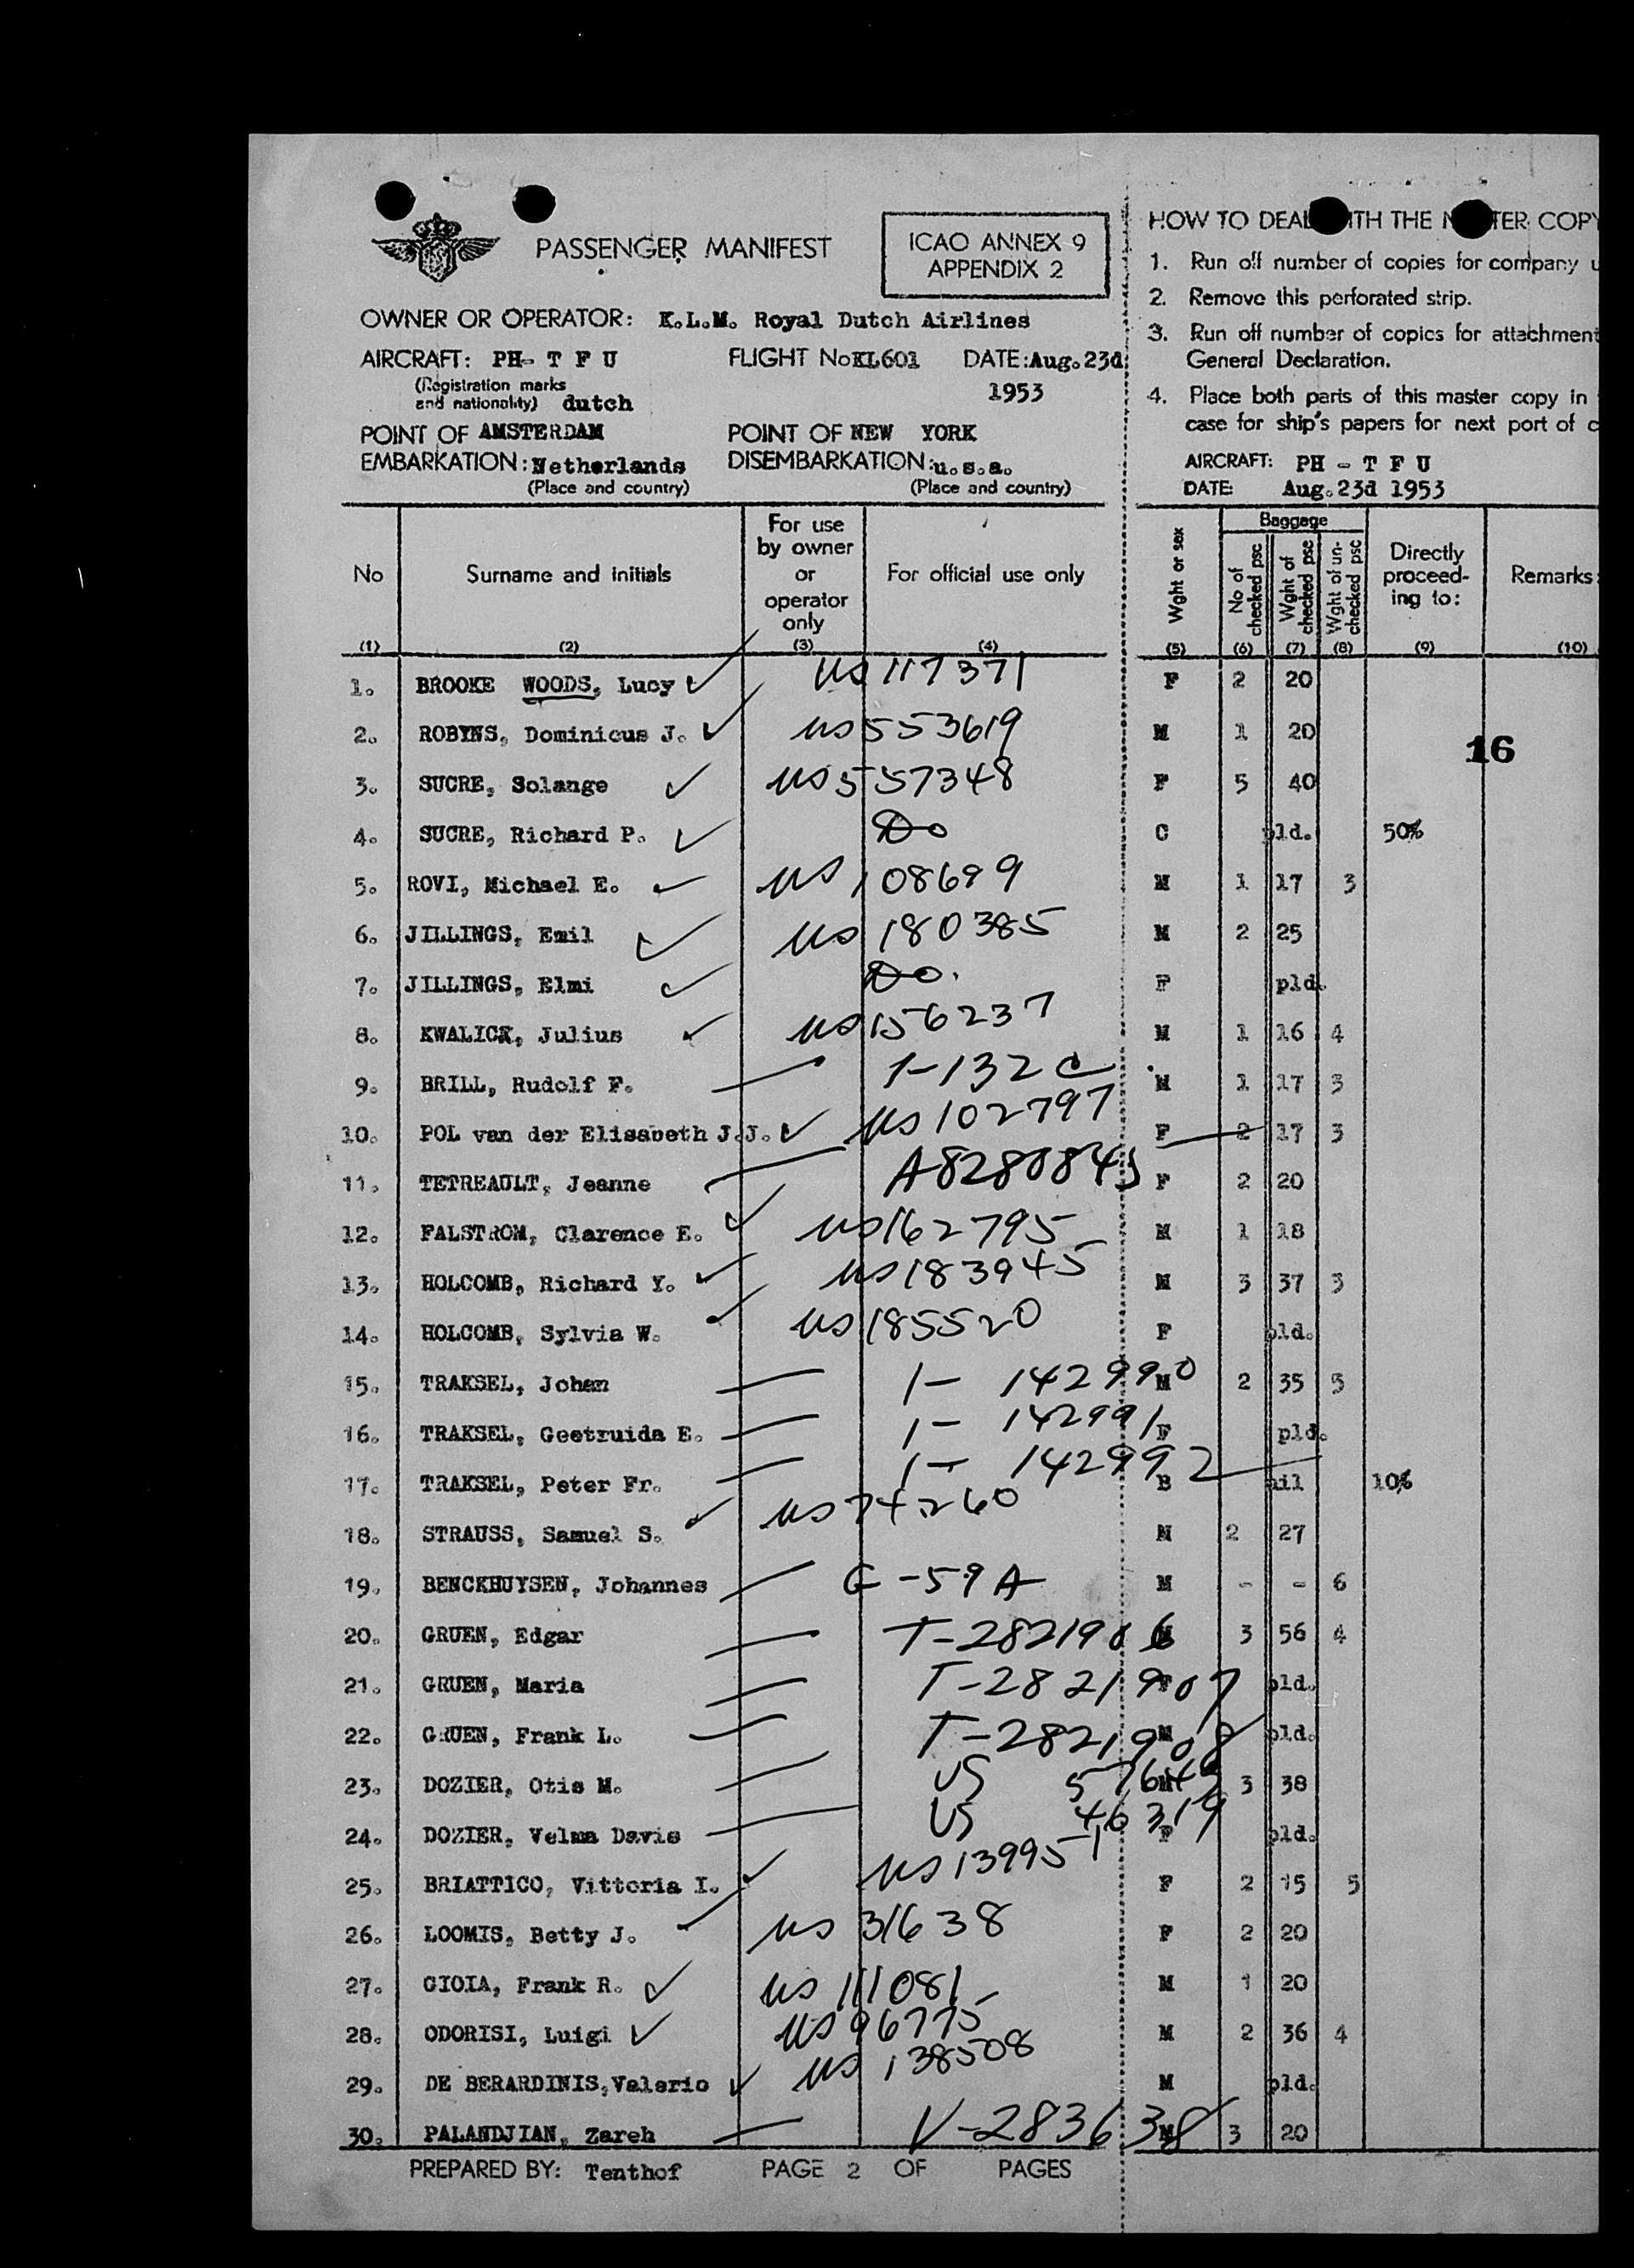 PASSENGER MANIFEST
ICAO ANNEX 9
APPENDIX 2
OWNER OR OPERATOR: K.L.M. Royal Dutch Airlines
AIRCRAFT: PH- T F U FLIGHT No KL601 DATE: Aug. 23d
(Registration marks
and nationality) dutch 1953
POINT OF AMSTERDAM POINT OF NEW YORK
EMBARKATION: Netherlands DISEMBARKATION: u.s.a.
(Place and country) (Place and country)
HOW TO DEAL THE COPY
1. Run off number of copies for company
2. Remove this perforated strip.
3. Run off number of copies for attachment
General Declaration.
4. Place both parts of this master copy in
case for ship's papers for next port of
AIRCRAFT: PH - T F U
DATE: Aug. 23d 1953
No Surname and initials For use by owner or operator only For official use only Wght or sex Baggage No of checked psc Wght of checked psc Wght of un-checked psc Directly proceed-ing to: Remarks:
(1) (2) (3) (4) (5) (6) (7) (8) (9) (10)
1. BROOKE WOODS, Lucy US 117371 F 2 20
2. ROBYNS, Dominicus J. US 553619 M 1 20
16
3. SUCRE, Solange US 557348 F 5 40
4. SUCRE, Richard P. Do C pld. 50%
5. ROVI, Michael E. US 108699 M 1 17 3
6. JILLINGS, Emil US 180385 M 2 25
7. JILLINGS, Elmi Do. F pld.
8. KWALICK, Julius US 156237 M 1 16 4
9. BRILL, Rudolf F. 1-132 C M 1 17 3
10. POL van der Elisabeth J.J. US 102797 F 2 17 3
11. TETREAULT, Jeanne F 2 20
12. FALSTROM, Clarence E. US 162795 M 1 18
13. HOLCOMB, Richard Y. US 183945 M 3 37 3
14. HOLCOMB, Sylvia W. US 185520 F pld.
15. TRAKSEL, Johan 1- 142990 M 2 35 5
16. TRAKSEL, Geetruida E. 1- 142991 F pld.
17. TRAKSEL, Peter Fr. 1- 142992 B nil 10%
18. STRAUSS, Samuel S. US 74260 M 2 27
19. BENCKHUYSEN, Johannes G-59 A M - - 6
20. GRUEN, Edgar T-2821906 3 56 4
21. GRUEN, Maria T-2821907 F pld.
22. GRUEN, Frank L. T-2821908 M pld.
23. DOZIER, Otis M. US M 3 38
24. DOZIER, Velma Davis US 46319 F pld.
25. BRIATTICO, Vittoria I. US 139951 F 2 15 5
26. LOOMIS, Betty J. US 31638 F 2 20
27. GIOIA, Frank R. US 111081 M 1 20
28. ODORISI, Luigi US 96775 M 2 36 4
29. DE BERARDINIS, Valerio US 138508 M pld.
30. PALANDJIAN, Zareh V-283638 M 3 20
PREPARED BY: Tenthof PAGE 2 OF PAGES